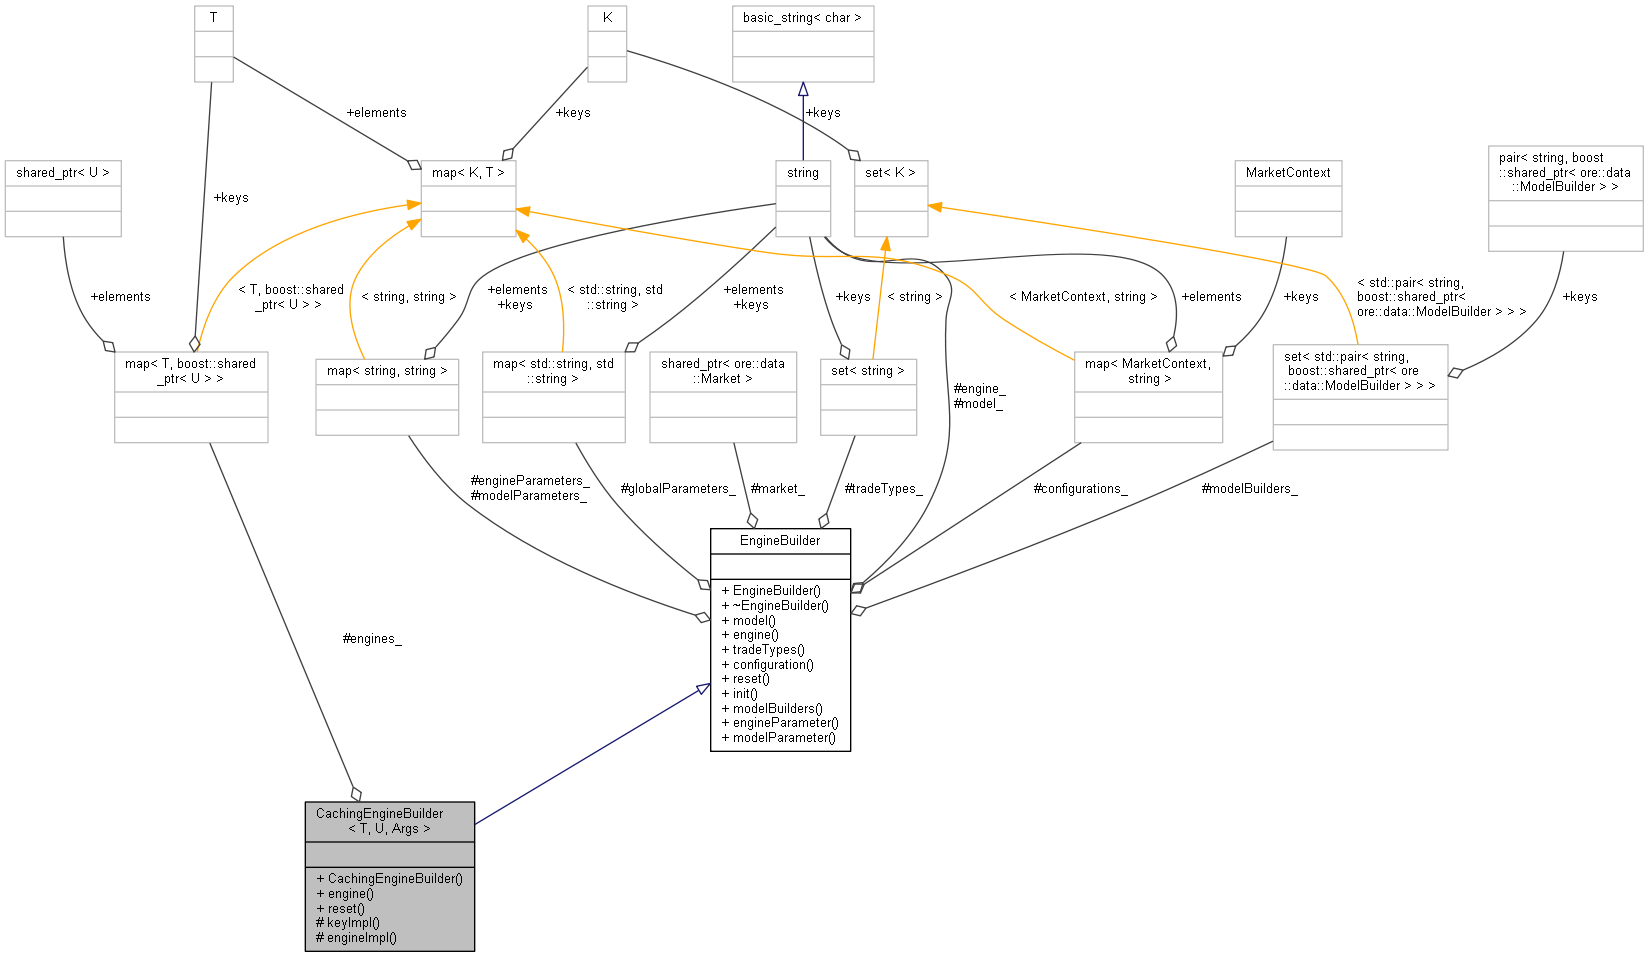 T
K
basic_string< char >
+elements
+keys
+keys
shared_ptr< U >
+keys
map< K, T >
string
set< K >
MarketContext
pair< string, boost
::shared_ptr< ore::data
::ModelBuilder > >
+elements
< T, boost::shared
_ptr< U > >
< string, string >
+elements
+keys
< std::string, std
::string >
+elements
+keys
+keys
< string >
< MarketContext, string >
+elements
+keys
< std::pair< string,
boost::shared_ptr<
ore::data::ModelBuilder > > >
+keys
map< T, boost::shared
_ptr< U > >
map< string, string >
map< std::string, std
::string >
shared_ptr< ore::data
::Market >
set< string >
#engine_
#model_
map< MarketContext,
string >
set< std::pair< string,
boost::shared_ptr< ore
::data::ModelBuilder > > >
#engineParameters_
#modelParameters_
#globalParameters_
#market_
#tradeTypes_
#configurations_
#modelBuilders_
EngineBuilder
+ EngineBuilder()
+ ~EngineBuilder()
+ model()
+ engine()
+ tradeTypes()
+ configuration()
+ reset()
+ init()
+ modelBuilders()
+ engineParameter()
+ modelParameter()
#engines_
CachingEngineBuilder
< T, U, Args >
+ CachingEngineBuilder()
+ engine()
+ reset()
# keyImpl()
# engineImpl()